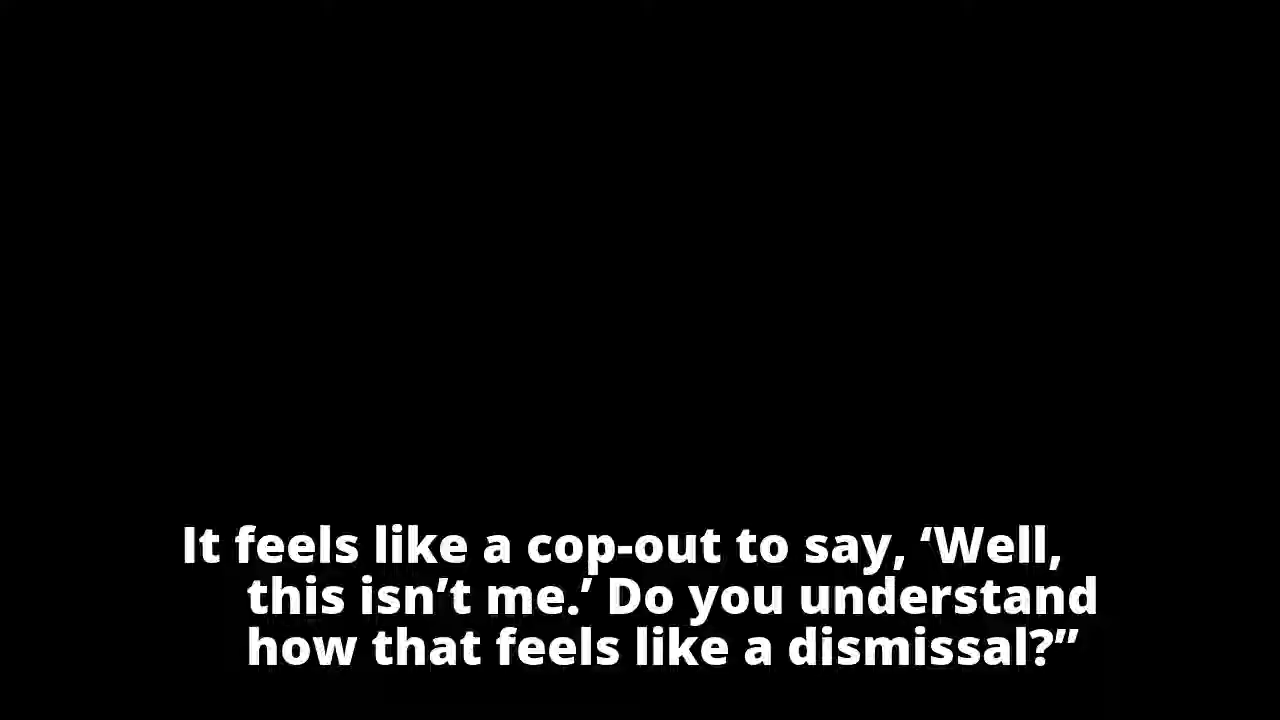 It feels like a cop-out to say, ‘Well,
this isn’t me.’ Do you understand
how that feels like a dismissal?”